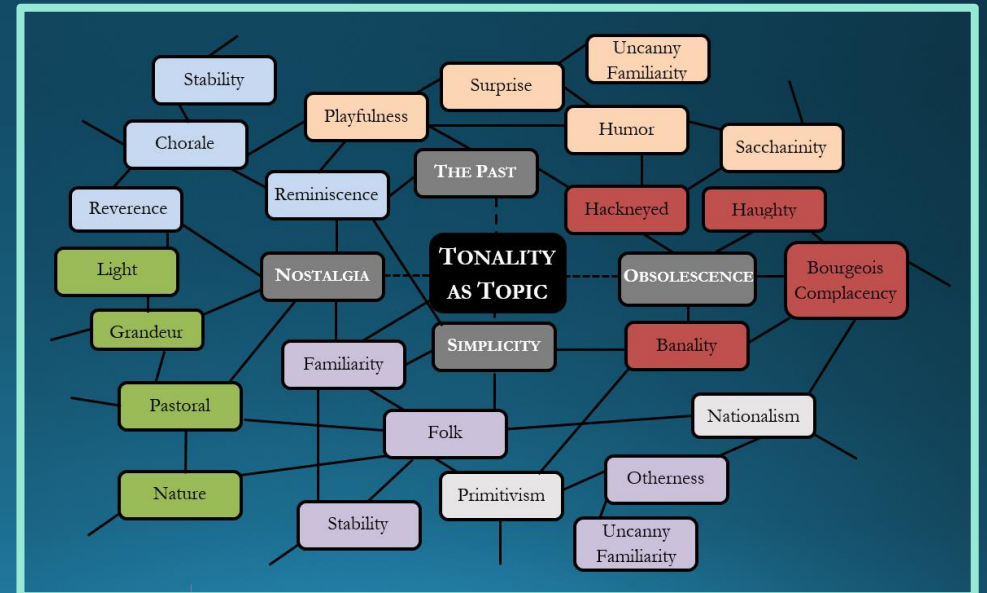 Uncanny
Familiarity
Stability
Surprise
Playfulness
Humor
Chorale
Saccharinity
THE PAST
Reminiscence
Reverence
Hackneyed
Haughty
TONALITY
AS TOPIC
Light
NOSTALGIA
OBSOLESCENCE
Bourgeois
Complacency
Grandeur
SIMPLICITY
Banality
Familiarity
Pastoral
Nationalism
Folk
Otherness
Nature
Primitivism
Stability
Uncanny
Familiarity